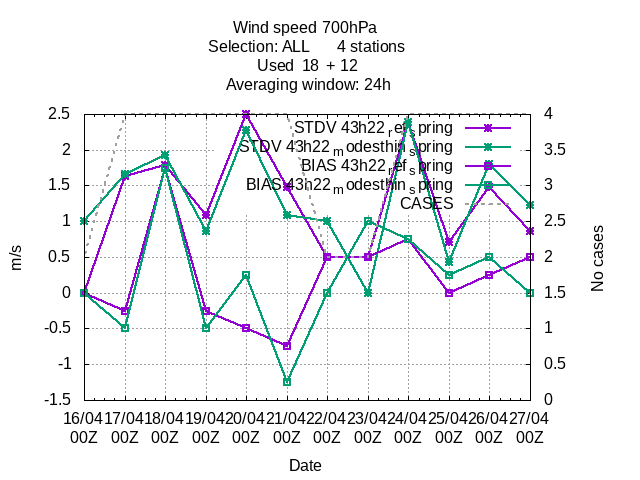 Wind speed 700hPa
Selection: ALL 4 stations
Used 18 + 12
Averaging window: 24h
2.5
2
1.5
1
0.5
0
-0.5
-1
-1.5
m/s
STDV 43h22_ref_spring
STDV 43h22_modesthin_spring
BIAS 43h22_ref_spring
BIAS 43h22_modesthin_spring
CASES
4
3.5
3
2.5
2
1.5
1
0.5
0
No cases
16/04 17/04 18/04 19/04 20/04 21/04 22/04 23/04 24/04 25/04 26/04 27/04
00Z 00Z 00Z 00Z 00Z 00Z 00Z 00Z 00Z 00Z 00Z 00Z
Date